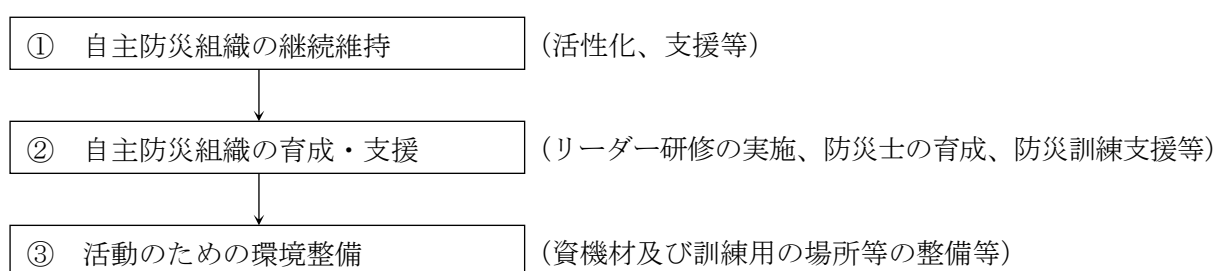 ① 自主防災組織の継続維持 (活性化、支援等)
② 自主防災組織の育成・支援 (リーダー研修の実施、防災士の育成、防災訓練支援等)
③ 活動のための環境整備 (資機材及び訓練用の場所等の整備等)